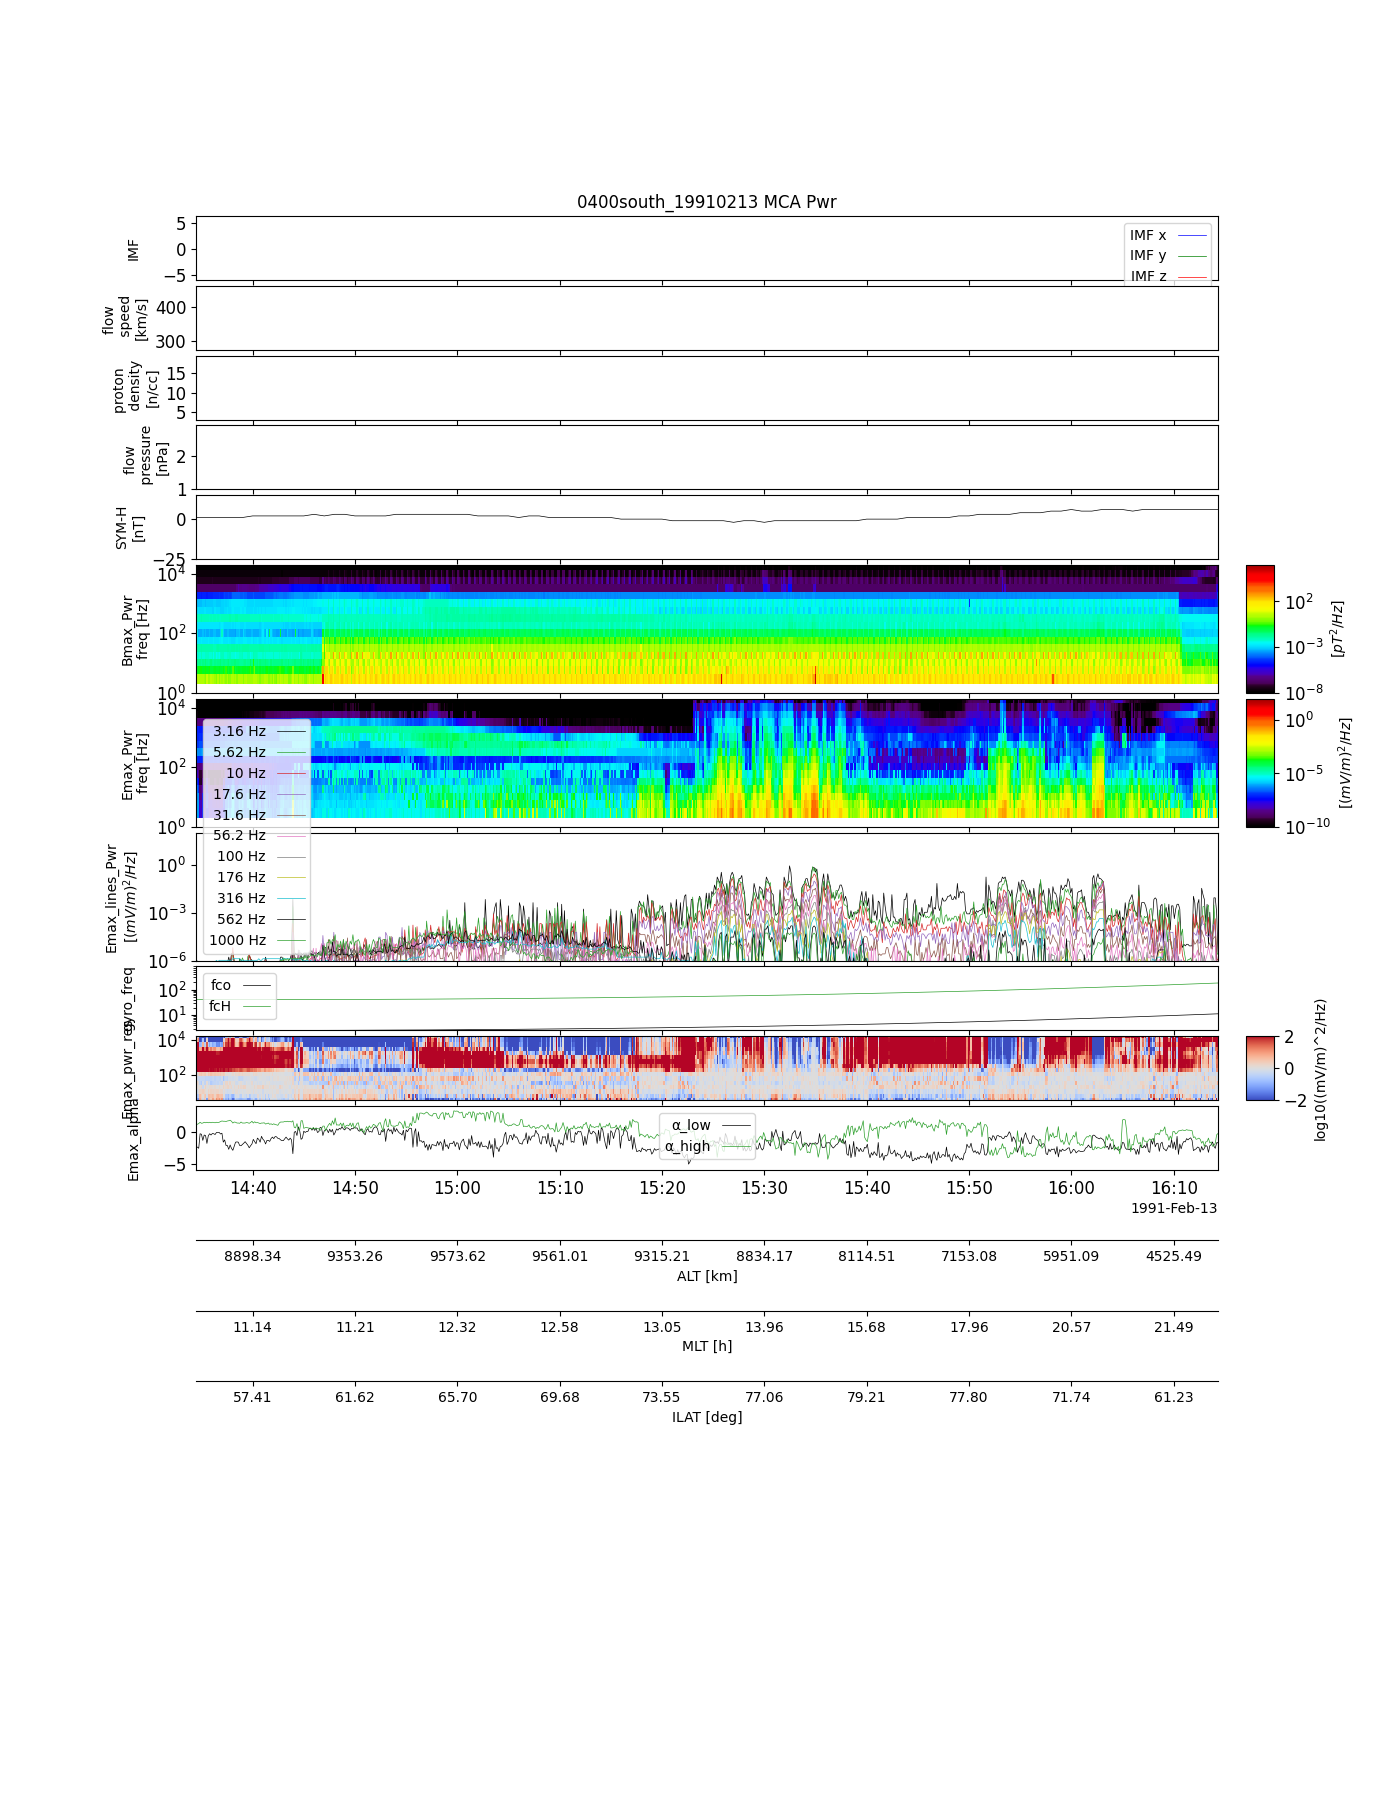 0400south_19910213 MCA Pwr
5
0
−5
IMF
IMF x
IMF y
IMF z
400
300
flow
speed
[km/s]
15
10
5
proton
density
[n/cc]
2
1
flow
pressure
[nPa]
0
−25
SYM-H
[nT]
10^4
10^2
10^0
Bmax_Pwr
freq [Hz]
10^2
10^−3
10^−8
[pT^2/Hz]
10^4
10^2
10^0
Emax_Pwr
freq [Hz]
10^0
10^−5
10^−10
[(mV/m)^2/Hz]
3.16 Hz
5.62 Hz
10 Hz
17.6 Hz
31.6 Hz
56.2 Hz
100 Hz
176 Hz
316 Hz
562 Hz
1000 Hz
10^0
10^−3
10^−6
Emax_lines_Pwr
[(mV/m)^2/Hz]
10^2
10^1
gyro_freq
fco
fcH
10^4
10^2
Emax_pwr_reg
2
0
−2
log10((mV/m)^2/Hz)
0
−5
Emax_alpha
α_low
α_high
14:40 14:50 15:00 15:10 15:20 15:30 15:40 15:50 16:00 16:10
1991-Feb-13
8898.34 9353.26 9573.62 9561.01 9315.21 8834.17 8114.51 7153.08 5951.09 4525.49
ALT [km]
11.14 11.21 12.32 12.58 13.05 13.96 15.68 17.96 20.57 21.49
MLT [h]
57.41 61.62 65.70 69.68 73.55 77.06 79.21 77.80 71.74 61.23
ILAT [deg]